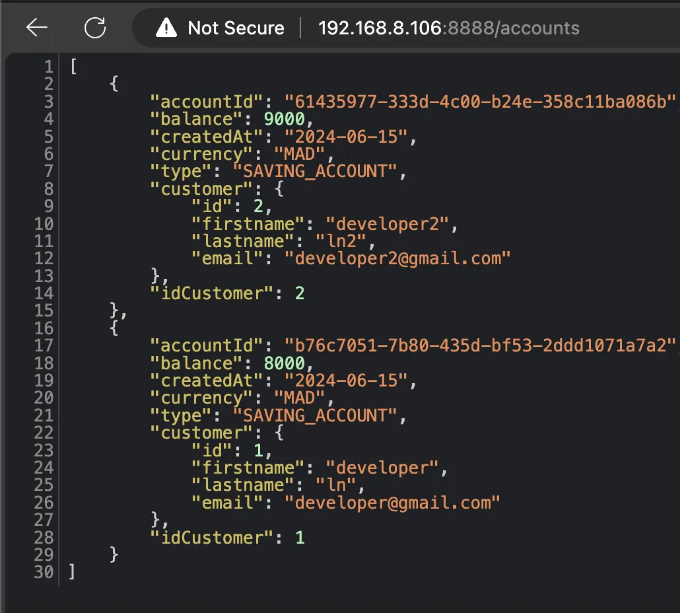 Not Secure 192.168.8.106:8888/accounts
1 [
2     {
3         "accountId": "61435977-333d-4c00-b24e-358c11ba086b"
4         "balance": 9000,
5         "createdAt": "2024-06-15",
6         "currency": "MAD",
7         "type": "SAVING_ACCOUNT",
8         "customer": {
9             "id": 2,
10             "firstname": "developer2",
11             "lastname": "ln2",
12             "email": "developer2@gmail.com"
13         },
14         "idCustomer": 2
15     },
16     {
17         "accountId": "b76c7051-7b80-435d-bf53-2ddd1071a7a2",
18         "balance": 8000,
19         "createdAt": "2024-06-15",
20         "currency": "MAD",
21         "type": "SAVING_ACCOUNT",
22         "customer": {
23             "id": 1,
24             "firstname": "developer",
25             "lastname": "ln",
26             "email": "developer@gmail.com"
27         },
28         "idCustomer": 1
29     }
30 ]